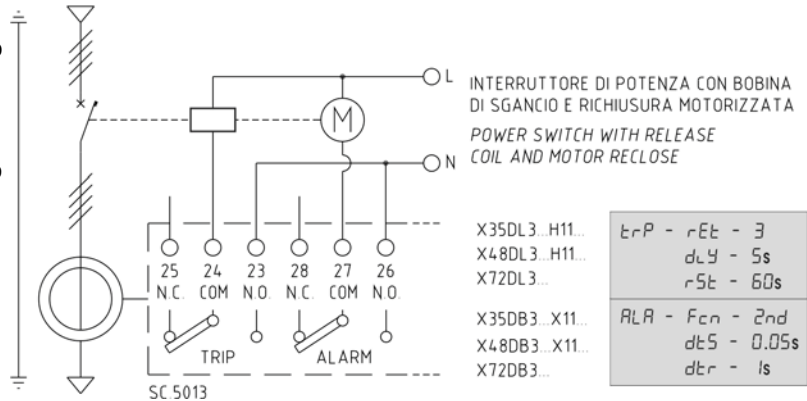 L
INTERRUTTORE DI POTENZA CON BOBINA
DI SGANCIO E RICHIUSURA MOTORIZZATA
M
POWER SWITCH WITH RELEASE
COIL AND MOTOR RECLOSE
N
25 24 23 28 27 26
N.C. COM N.O. N.C. COM N.O.
TRIP ALARM
SC.5013
X35DL3...H11...
X48DL3...H11...
X72DL3...
X35DB3...X11...
X48DB3...X11...
X72DB3...
trP - rEt - 3
dLY - 5s
rSt - 60s
ALA - Fcn - 2nd
dtS - 0.05s
dtr - 1s